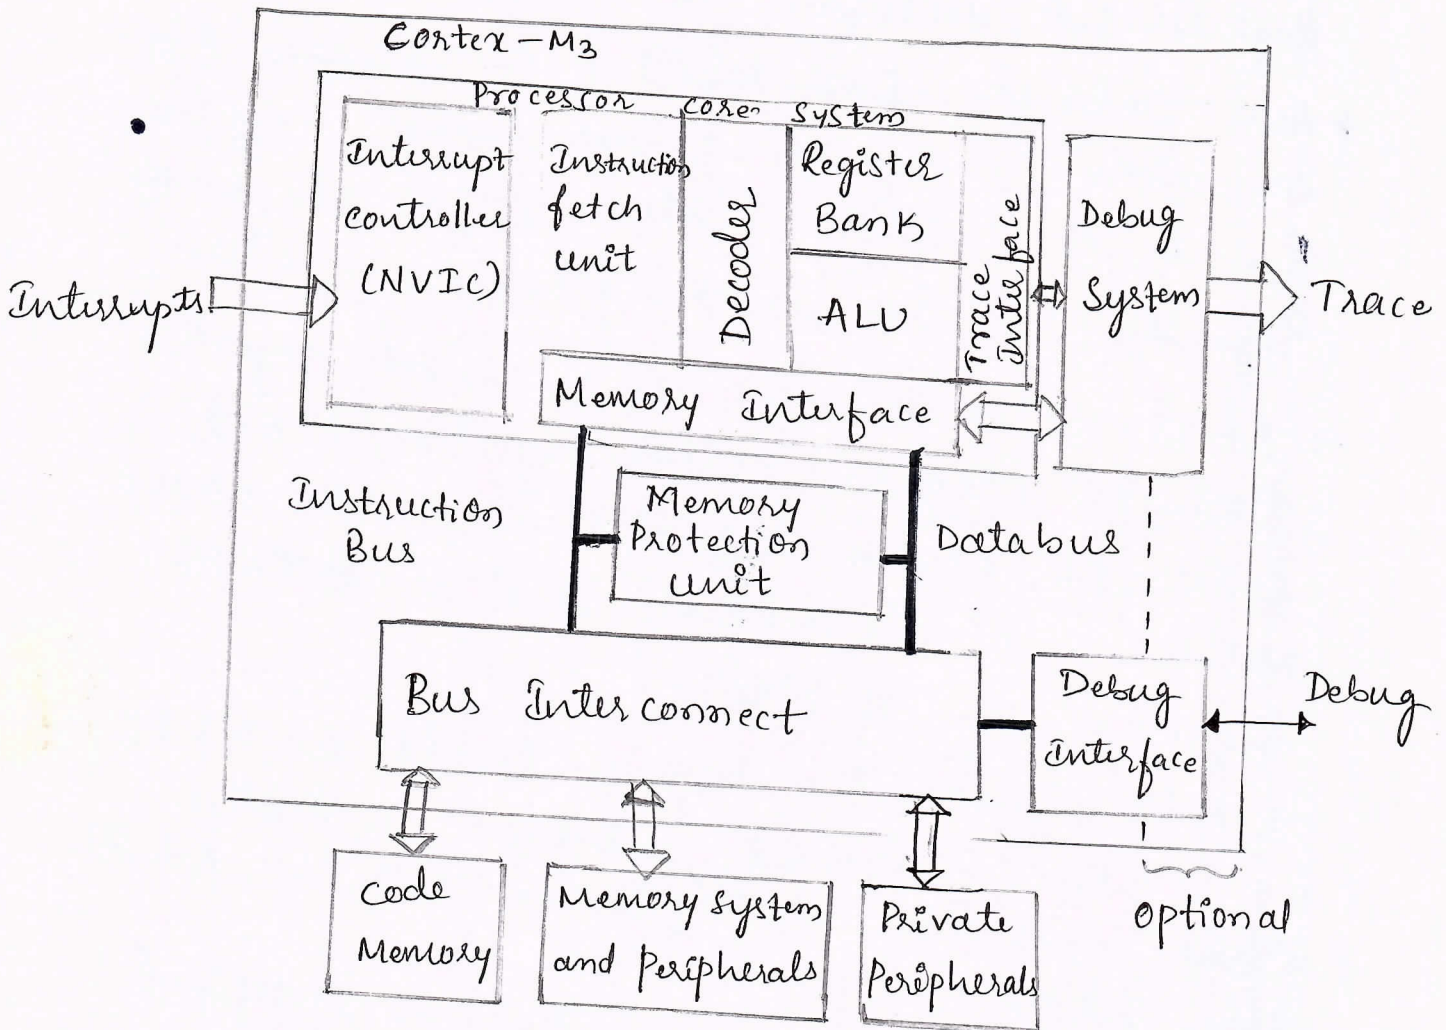 Cortex-M3
Processor core system
Interrupt
controller
(NVIC)
Instruction
fetch
unit
Decoder
Register
Bank
ALU
Trace
Interface
Debug
System
Interrupts
Trace
Memory Interface
Instruction
Bus
Memory
Protection
unit
Databus
Bus Interconnect
Debug
Interface
Debug
Code
Memory
Memory system
and Peripherals
Private
Peripherals
optional